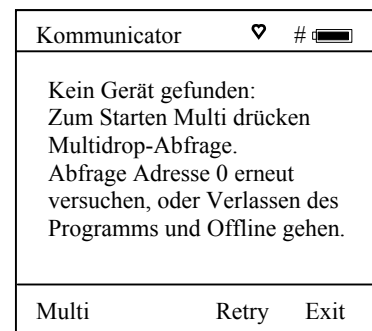 Kommunicator ♥ #
Kein Gerät gefunden:
Zum Starten Multi drücken
Multidrop-Abfrage.
Abfrage Adresse 0 erneut
versuchen, oder Verlassen des
Programms und Offline gehen.
Multi Retry Exit